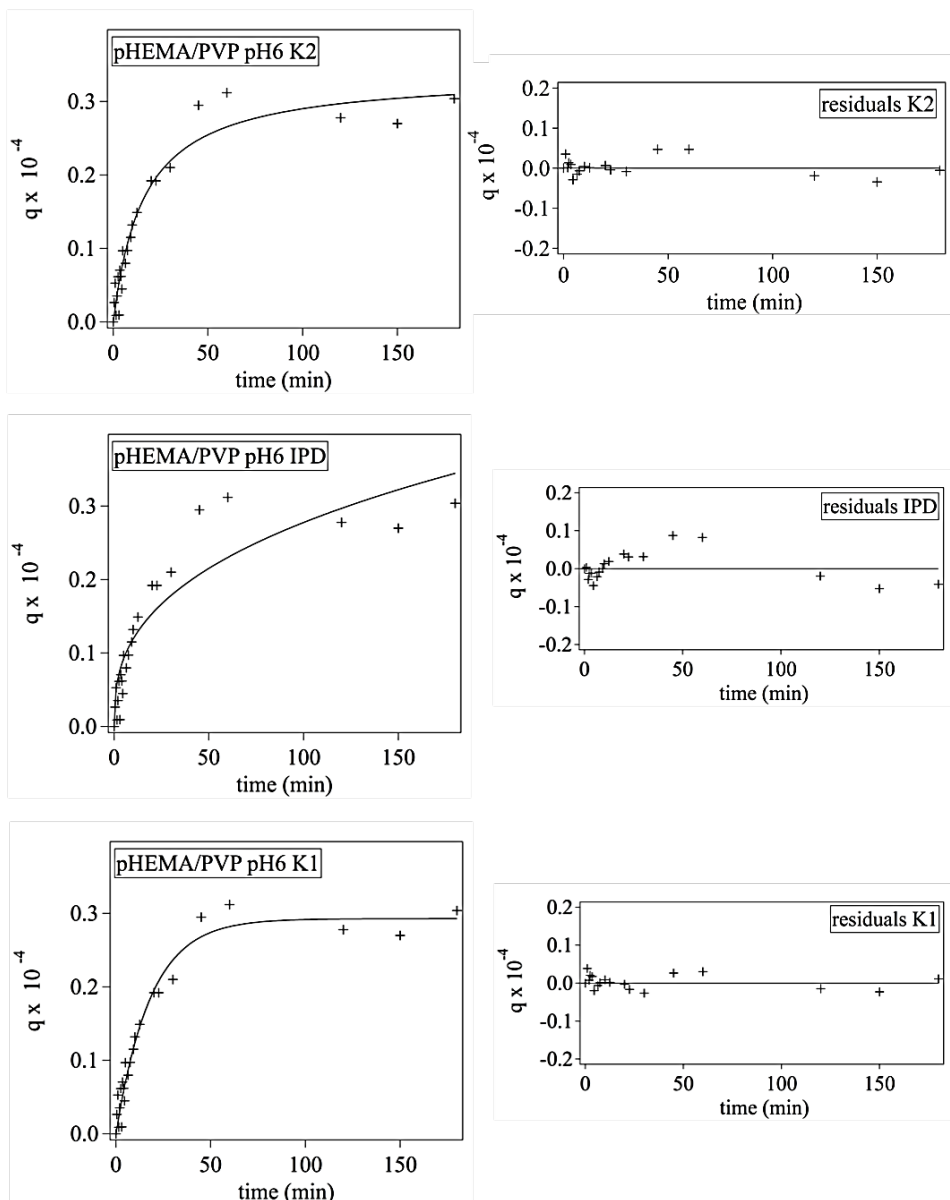 pHEMA/PVP pH6 K2
q x 10⁻⁴
0.3
0.2
0.1
0.0
0 50 100 150
time (min)
residuals K2
q x 10⁻⁴
0.2
0.1
0.0
-0.1
-0.2
0 50 100 150
time (min)
pHEMA/PVP pH6 IPD
q x 10⁻⁴
0.3
0.2
0.1
0.0
0 50 100 150
time (min)
residuals IPD
q x 10⁻⁴
0.2
0.1
0.0
-0.1
-0.2
0 50 100 150
time (min)
pHEMA/PVP pH6 K1
q x 10⁻⁴
0.3
0.2
0.1
0.0
0 50 100 150
time (min)
residuals K1
q x 10⁻⁴
0.2
0.1
0.0
-0.1
-0.2
0 50 100 150
time (min)